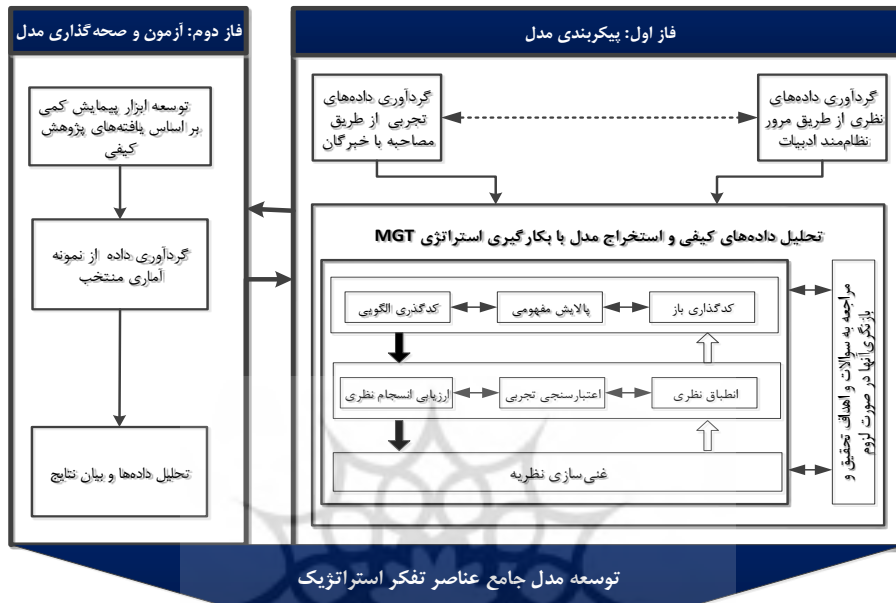 فاز اول: پیکربندی مدل
گردآوری داده‌های
نظری از طریق مرور
نظام‌مند ادبیات
گردآوری داده‌های
تجربی از طریق
مصاحبه با خبرگان
تحلیل داده‌های کیفی و استخراج مدل با بکارگیری استراتژی MGT
کدگذاری باز
پالایش مفهومی
کدگذری الگویی
انطباق نظری
اعتبارسنجی تجربی
ارزیابی انسجام نظری
غنی‌سازی نظریه
مراجعه به سوالات و اهداف تحقیق و
بازنگری آنها در صورت لزوم
فاز دوم: آزمون و صحه‌گذاری مدل
توسعه ابزار پیمایش کمی
بر اساس یافته‌های پژوهش
کیفی
گردآوری داده از نمونه
آماری منتخب
تحلیل داده‌ها و بیان نتایج
توسعه مدل جامع عناصر تفکر استراتژیک